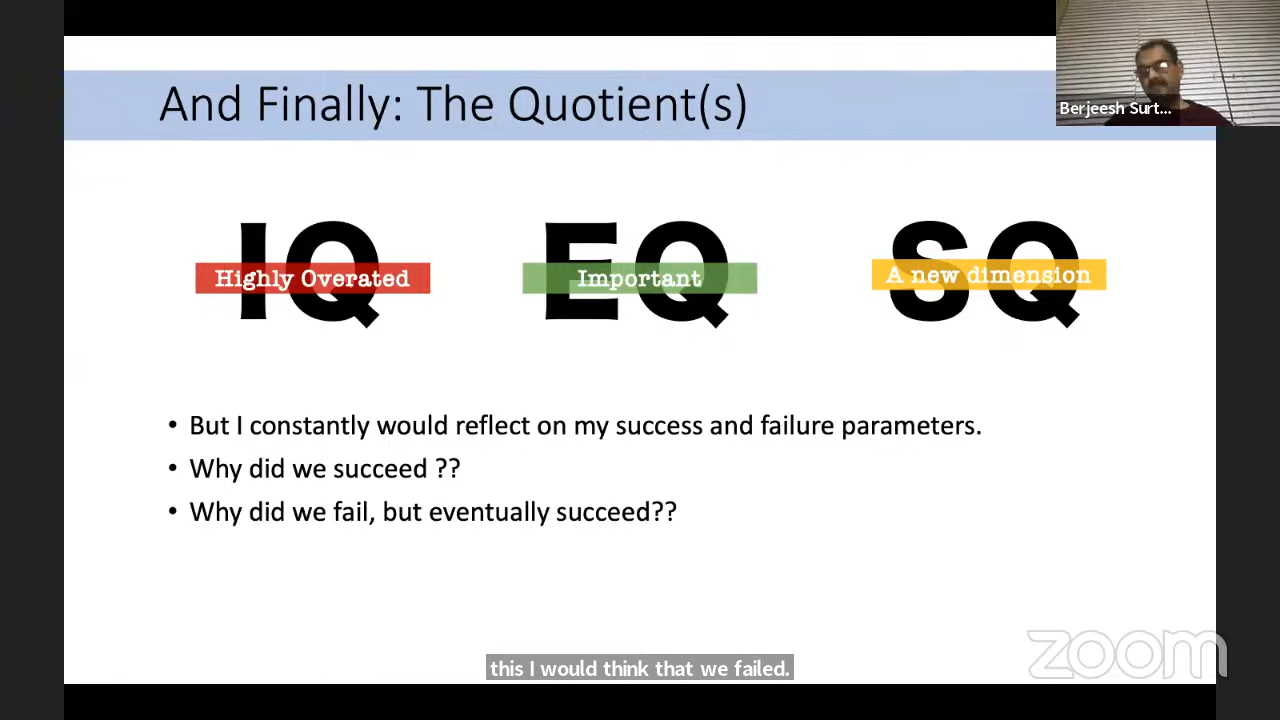 And Finally: The Quotient(s)
Berjeesh Surt...
IQ
Highly Overated
EQ
Important
SQ
A new dimension
• But I constantly would reflect on my success and failure parameters.
• Why did we succeed ??
• Why did we fail, but eventually succeed??
zoom
this I would think that we failed.